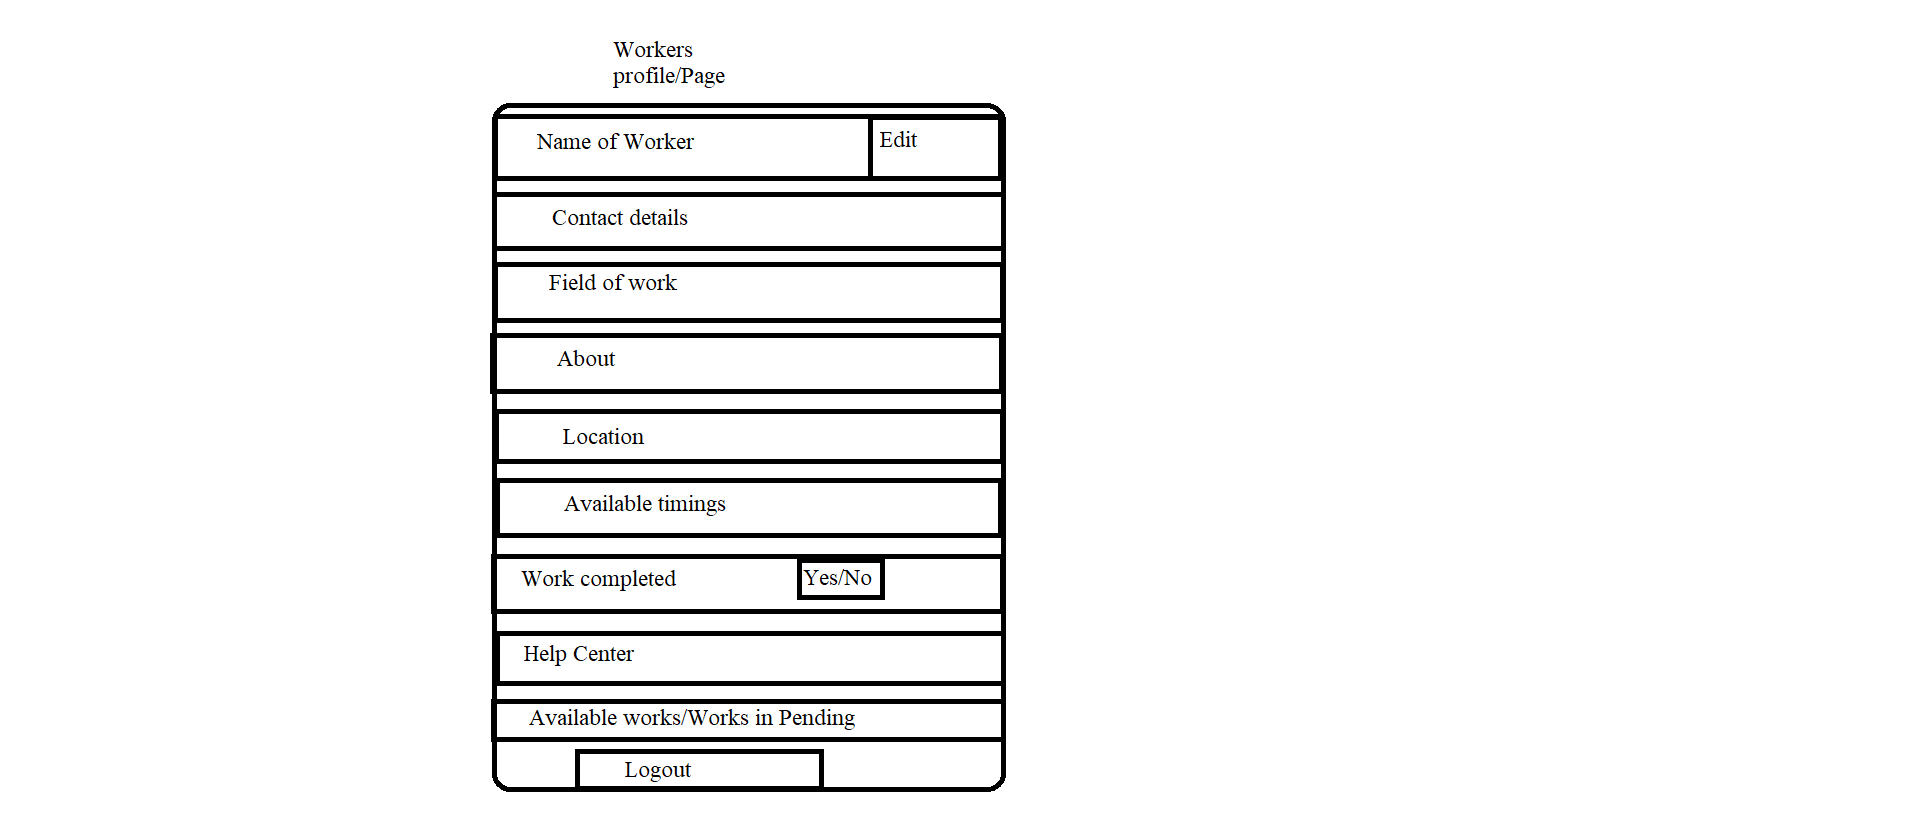 Workers
profile/Page
Name of Worker Edit
Contact details
Field of work
About
Location
Available timings
Work completed Yes/No
Help Center
Available works/Works in Pending
Logout